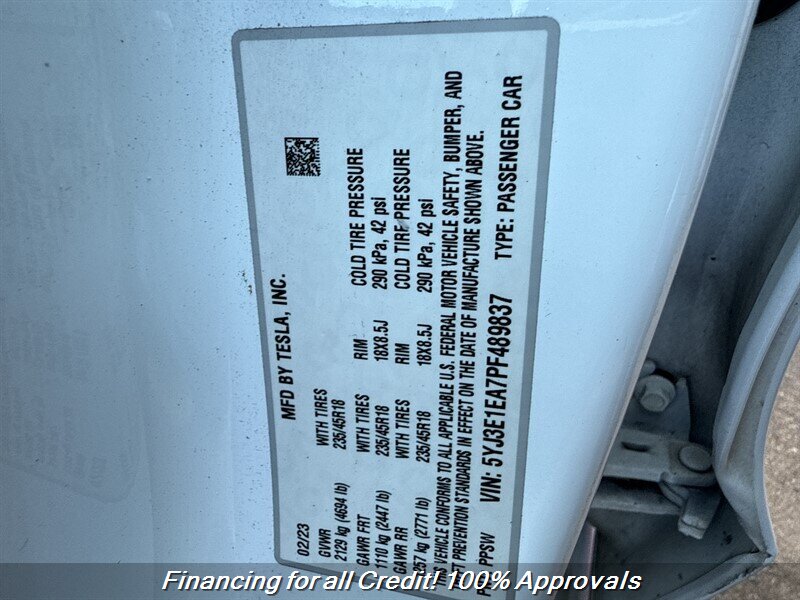 MFD BY TESLA, INC.
02/23
GVWR WITH TIRES
2129 kg (4694 lb) 235/45R18
GAWR FRT WITH TIRES RIM COLD TIRE PRESSURE
1110 kg (2447 lb) 235/45R18 18X8.5J 290 kPa, 42 psi
GAWR RR WITH TIRES RIM COLD TIRE PRESSURE
257 kg (2771 lb) 235/45R18 18X8.5J 290 kPa, 42 psi
VEHICLE CONFORMS TO ALL APPLICABLE U.S. FEDERAL MOTOR VEHICLE SAFETY, BUMPER, AND
PREVENTION STANDARDS IN EFFECT ON THE DATE OF MANUFACTURE SHOWN ABOVE.
PPSW VIN: 5YJ3E1EA7PF489837 TYPE: PASSENGER CAR
Financing for all Credit! 100% Approvals